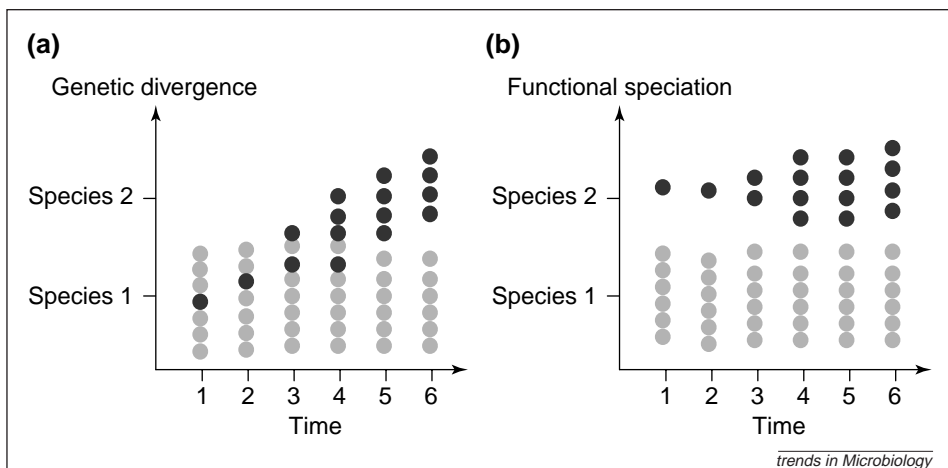 (a)
Genetic divergence
Species 2
Species 1
1 2 3 4 5 6
Time
(b)
Functional speciation
Species 2
Species 1
1 2 3 4 5 6
Time
trends in Microbiology